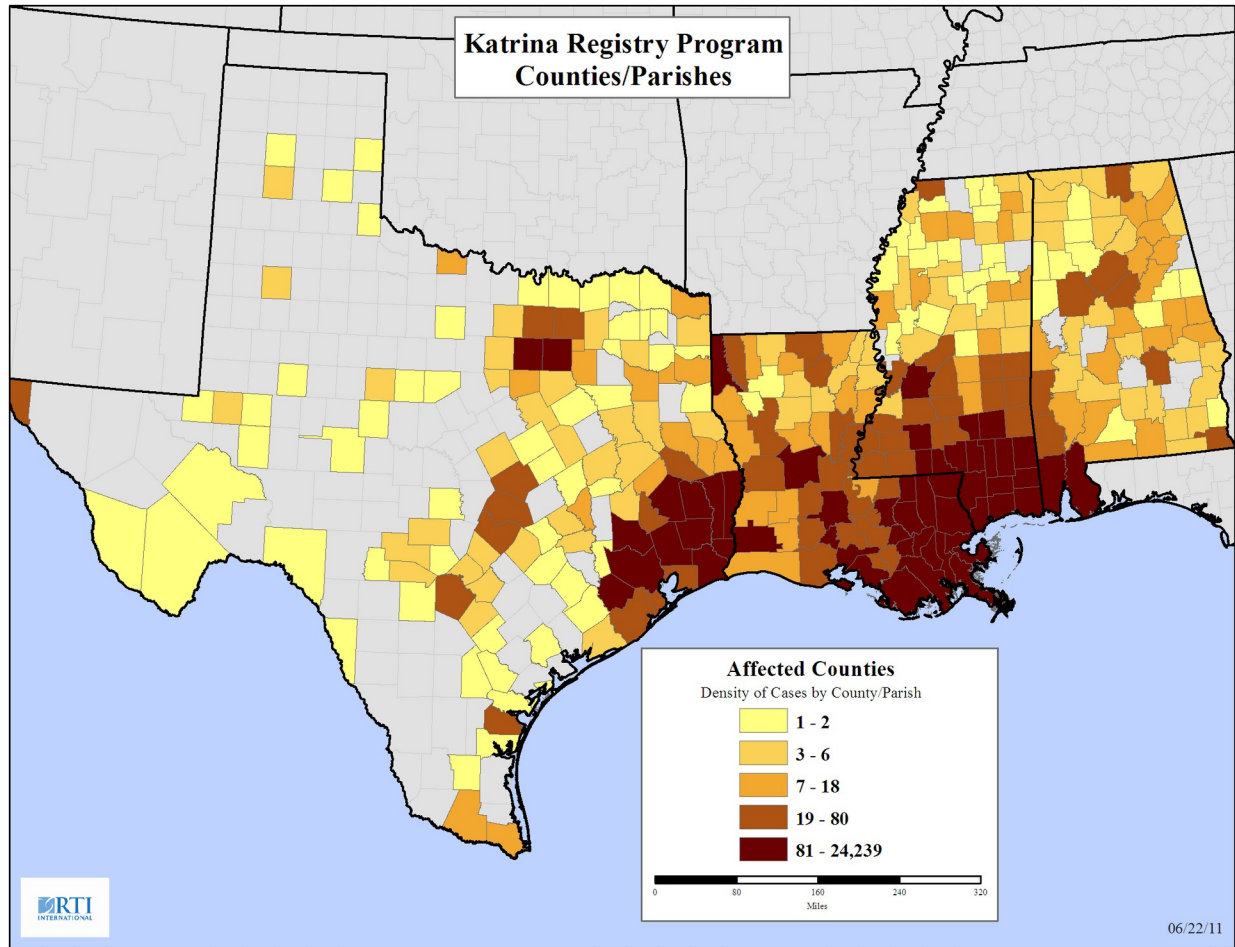 Katrina Registry Program
Counties/Parishes
Affected Counties
Density of Cases by County/Parish
1 - 2
3 - 6
7 - 18
19 - 80
81 - 24,239
0 80 160 240 320
Miles
RTI
INTERNATIONAL
06/22/11